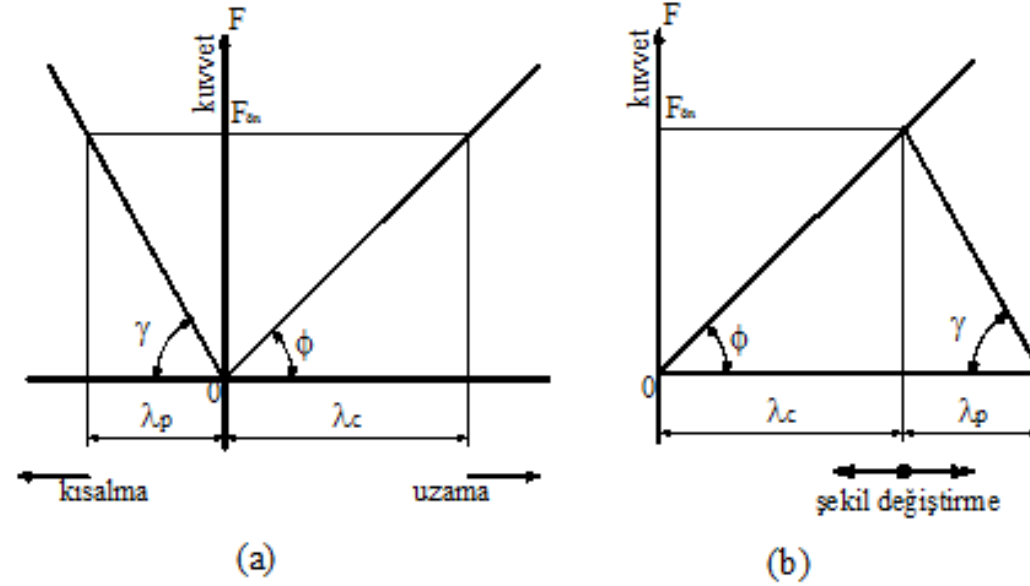 F
kuvvet
Fön
γ
ϕ
0
λp
λc
kısalma
uzama
(a)
F
kuvvet
Fön
ϕ
γ
0
λc
λp
şekil değiştirme
(b)